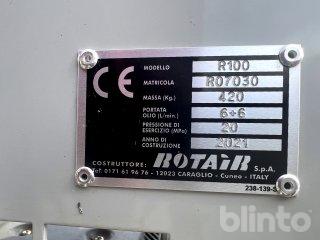 CE
MODELLO R100
MATRICOLA R07030
MASSA (Kg.) 420
PORTATA OLIO (L/min.) 6+6
PRESSIONE DI ESERCIZIO (MPa) 20
ANNO DI COSTRUZIONE 2021
COSTRUTTORE: ROTAIR S.p.A.
Tel. 0171 61 96 76 - 12023 CARAGLIO - Cuneo - ITALY
238-139-S
blinto